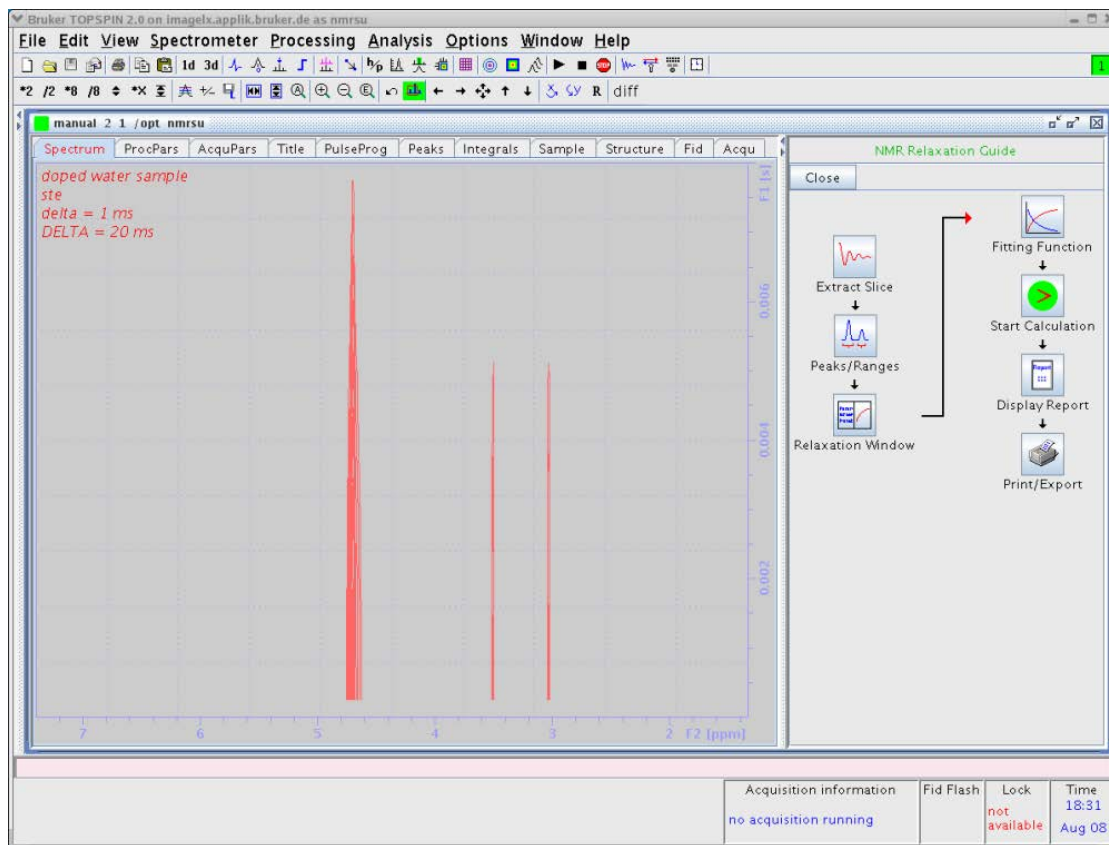 Bruker TOPSPIN 2.0 on imagelx.applik.bruker.de as nmrsu
File Edit View Spectrometer Processing Analysis Options Window Help
1d 3d
1
*2 /2 *8 /8 *X R diff
manual 2 1 /opt nmrsu
Spectrum ProcPars AcquPars Title PulseProg Peaks Integrals Sample Structure Fid Acqu
doped water sample
ste
delta = 1 ms
DELTA = 20 ms
F1 [s]
0.006
0.004
0.002
7 6 5 4 3 2 F2 [ppm]
NMR Relaxation Guide
Close
Extract Slice
Peaks/Ranges
Relaxation Window
Fitting Function
Start Calculation
Display Report
Print/Export
Acquisition information
no acquisition running
Fid Flash
Lock
not
available
Time
18:31
Aug 08